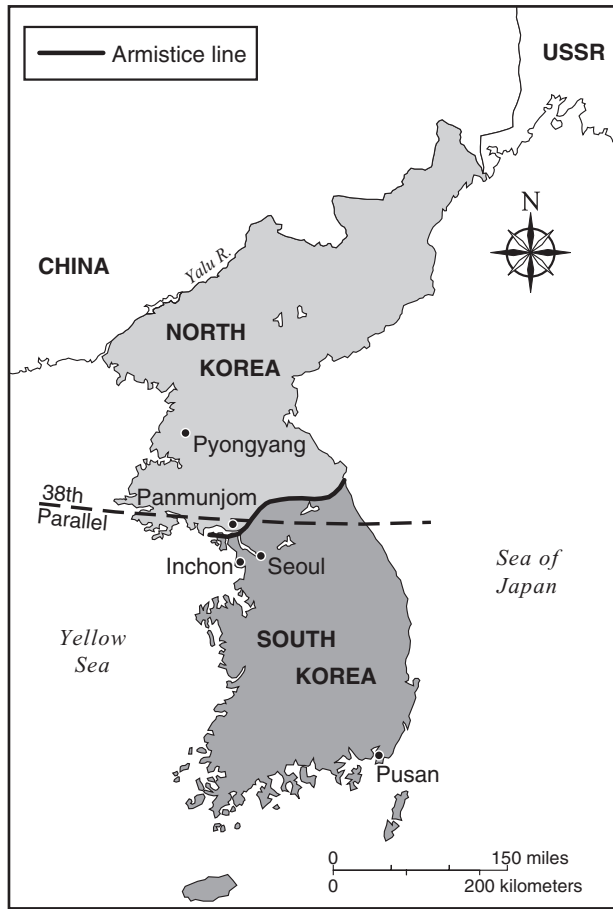 Armistice line
USSR
N
CHINA
Yalu R.
NORTH
KOREA
Pyongyang
38th
Parallel
Panmunjom
Inchon
Seoul
Sea of
Japan
Yellow
Sea
SOUTH
KOREA
Pusan
0 150 miles
0 200 kilometers